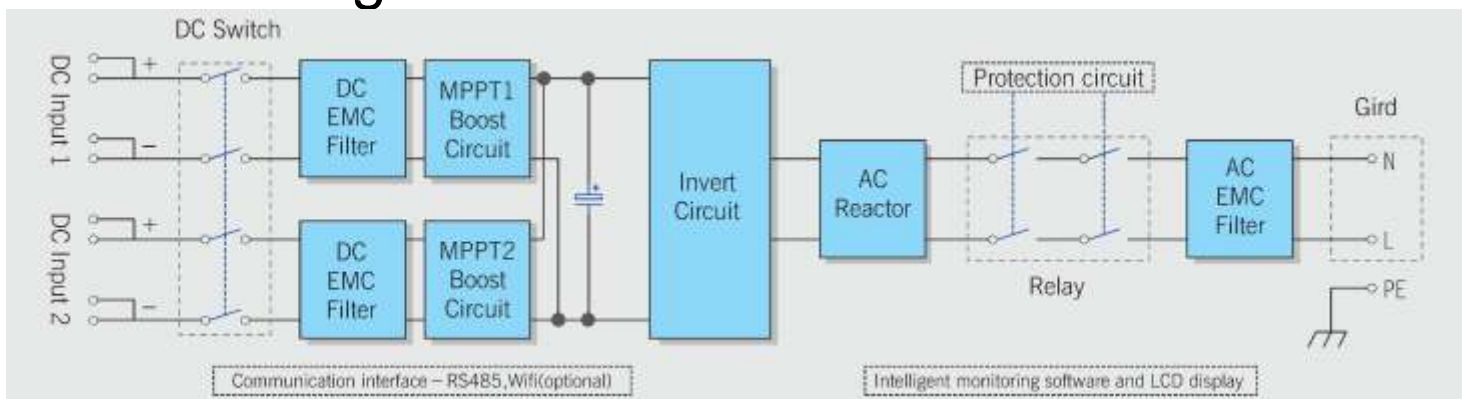 DC Switch
DC Input 1
+
−
DC Input 2
+
−
DC
EMC
Filter
MPPT1
Boost
Circuit
DC
EMC
Filter
MPPT2
Boost
Circuit
+
Invert
Circuit
AC
Reactor
Protection circuit
Relay
AC
EMC
Filter
Gird
N
L
PE
Communication interface – RS485,Wifi(optional)
Intelligent monitoring software and LCD display